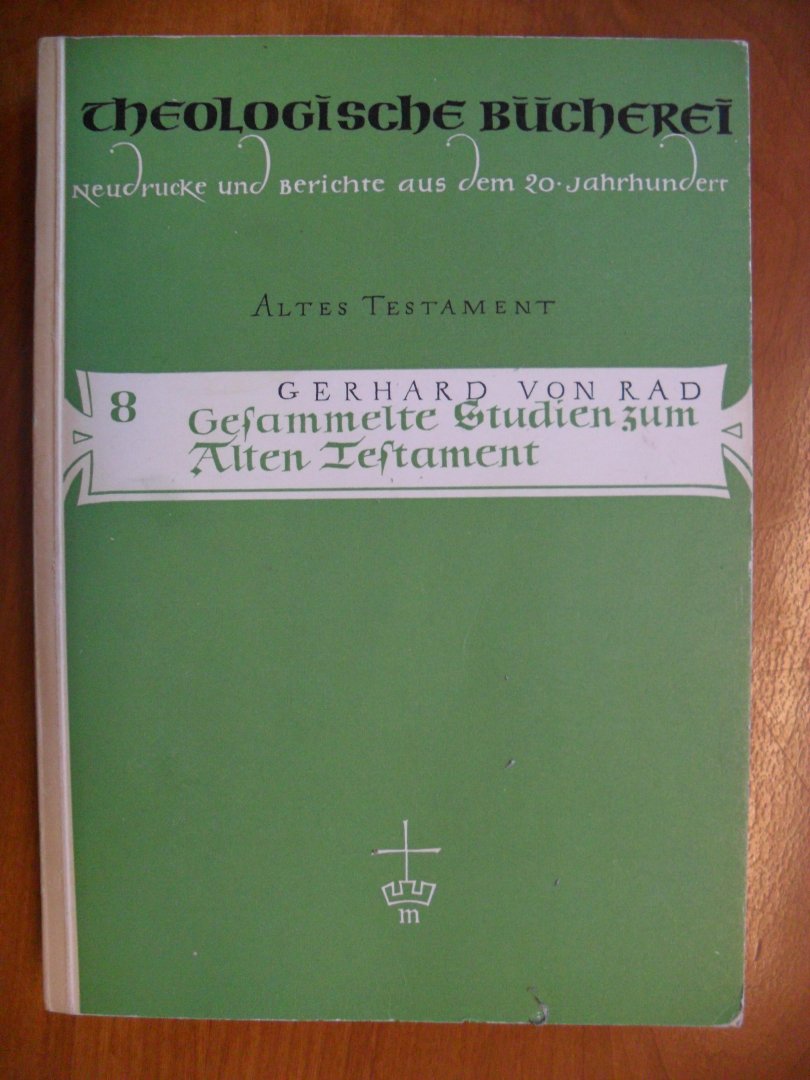 Theologische Bücherei
Neudrucke und Berichte aus dem 20. Jahrhundert
ALTES TESTAMENT
8
GERHARD VON RAD
Geſammelte Studien zum
Alten Teſtament
m